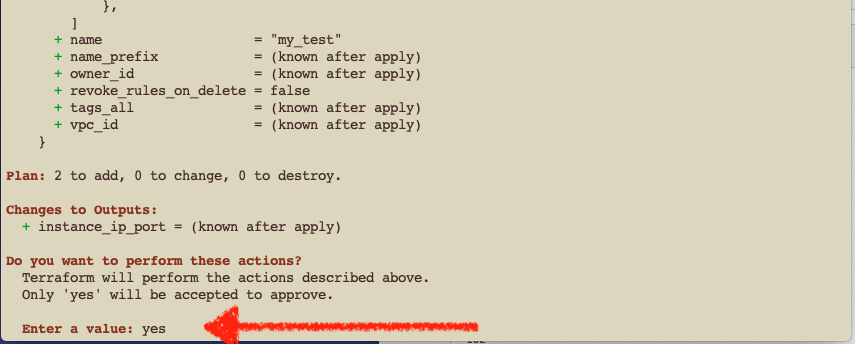 },
]
+ name = "my_test"
+ name_prefix = (known after apply)
+ owner_id = (known after apply)
+ revoke_rules_on_delete = false
+ tags_all = (known after apply)
+ vpc_id = (known after apply)
}
Plan: 2 to add, 0 to change, 0 to destroy.
Changes to Outputs:
+ instance_ip_port = (known after apply)
Do you want to perform these actions?
Terraform will perform the actions described above.
Only 'yes' will be accepted to approve.
Enter a value: yes